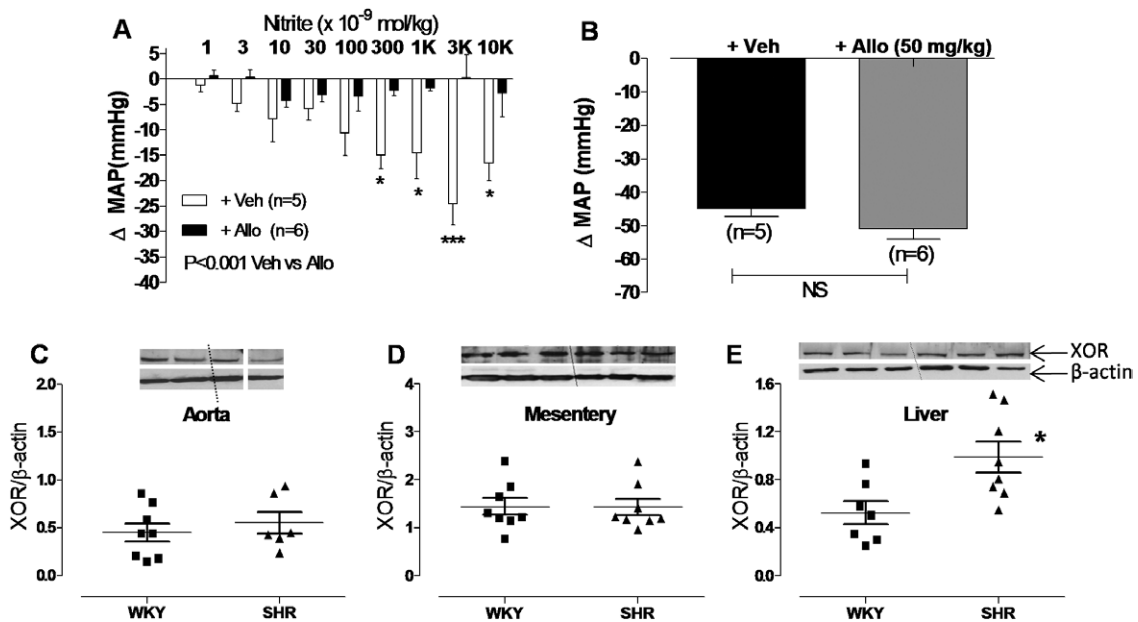 A
Nitrite (x 10⁻⁹ mol/kg)
1 3 10 30 100 300 1K 3K 10K
5
0
-5
-10
-15
-20
-25
-30
-35
-40
Δ MAP(mmHg)
* * *** *
+ Veh (n=5)
+ Allo (n=6)
P<0.001 Veh vs Allo
B
+ Veh + Allo (50 mg/kg)
0
-10
-20
-30
-40
-50
-60
-70
Δ MAP (mmHg)
(n=5)
(n=6)
NS
C
Aorta
2.0
1.5
1.0
0.5
0.0
XOR/β-actin
WKY SHR
D
Mesentery
4
3
2
1
0
XOR/β-actin
WKY SHR
E
XOR
β-actin
Liver
1.6
1.2
0.8
0.4
0.0
XOR/β-actin
*
WKY SHR